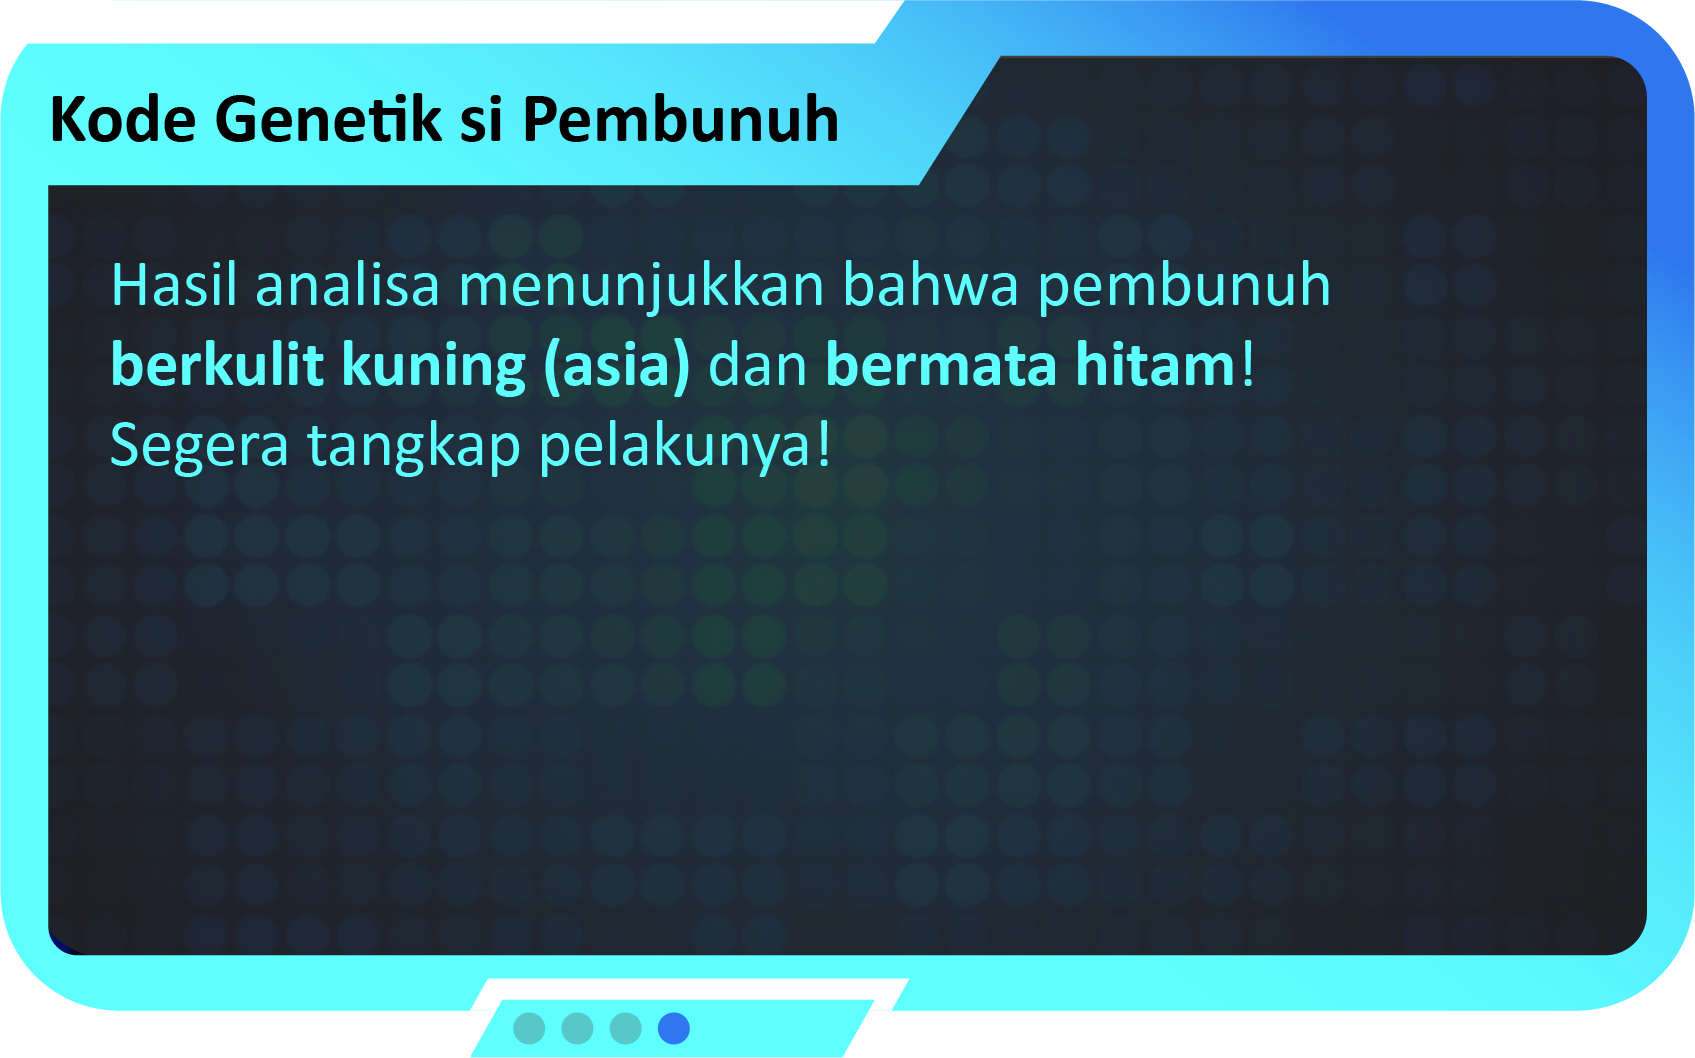 Kode Genetik si Pembunuh
Hasil analisa menunjukkan bahwa pembunuh
berkulit kuning (asia) dan bermata hitam!
Segera tangkap pelakunya!